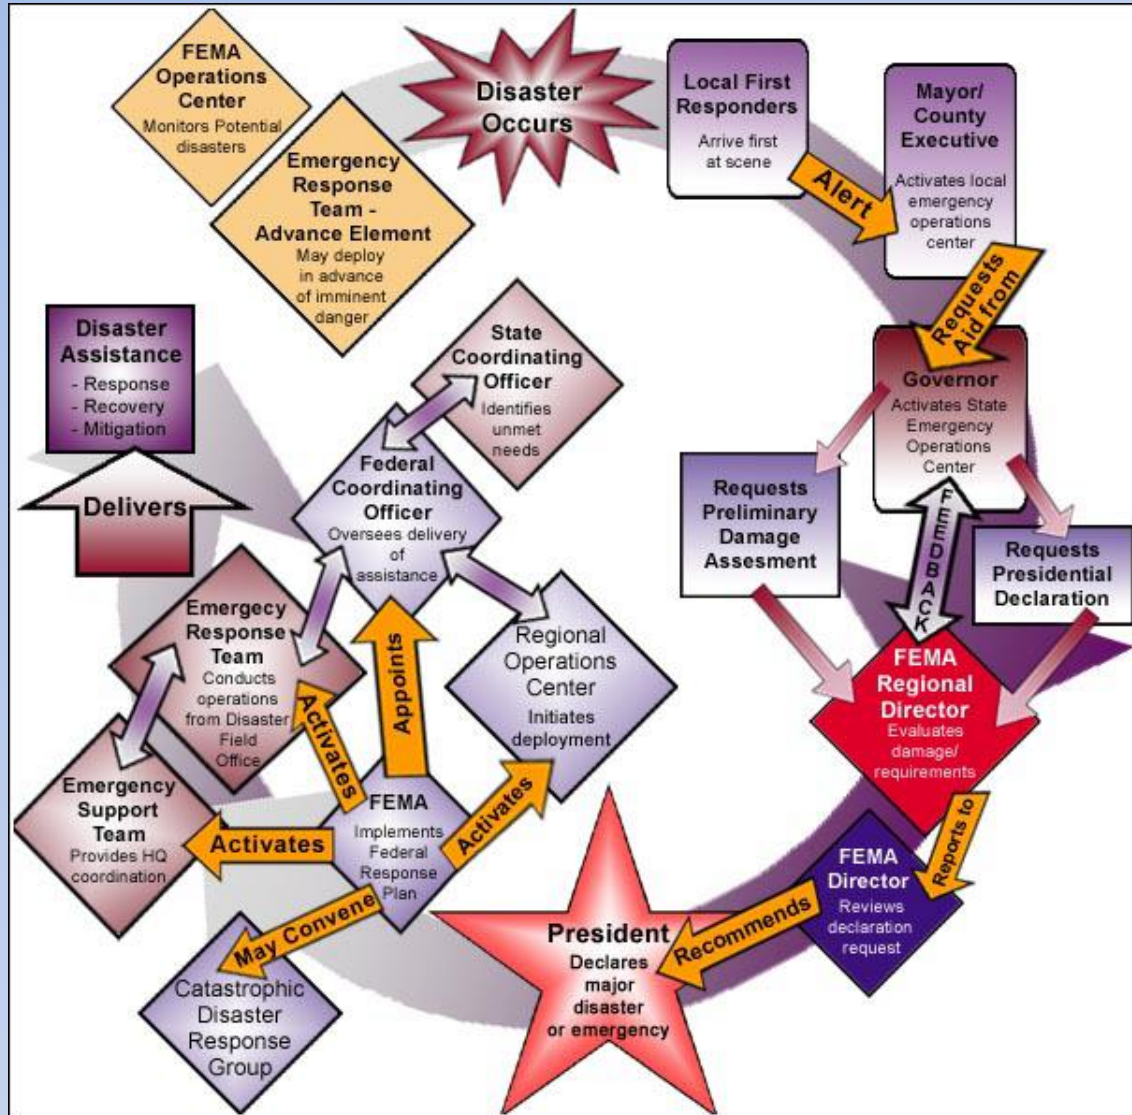 FEMA
Operations
Center
Monitors Potential
disasters
Emergency
Response
Team -
Advance Element
May deploy
in advance
of imminent
danger
Disaster
Occurs
Local First
Responders
Arrive first
at scene
Alert
Mayor/
County
Executive
Activates local
emergency
operations
center
Requests
Aid from
Governor
Activates State
Emergency
Operations
Center
Requests
Preliminary
Damage
Assesment
FEEDBACK
Requests
Presidential
Declaration
FEMA
Regional
Director
Evaluates
damage/
requirements
Reports to
FEMA
Director
Reviews
declaration
request
Recommends
President
Declares
major
disaster
or emergency
FEMA
Implements
Federal
Response
Plan
May Convene
Catastrophic
Disaster
Response
Group
Activates
Emergency
Support
Team
Provides HQ
coordination
Activates
Emergecy
Response
Team
Conducts
operations
from Disaster
Field
Office
Appoints
Federal
Coordinating
Officer
Oversees delivery
of
assistance
Activates
Regional
Operations
Center
Initiates
deployment
State
Coordinating
Officer
Identifies
unmet
needs
Delivers
Disaster
Assistance
- Response
- Recovery
- Mitigation